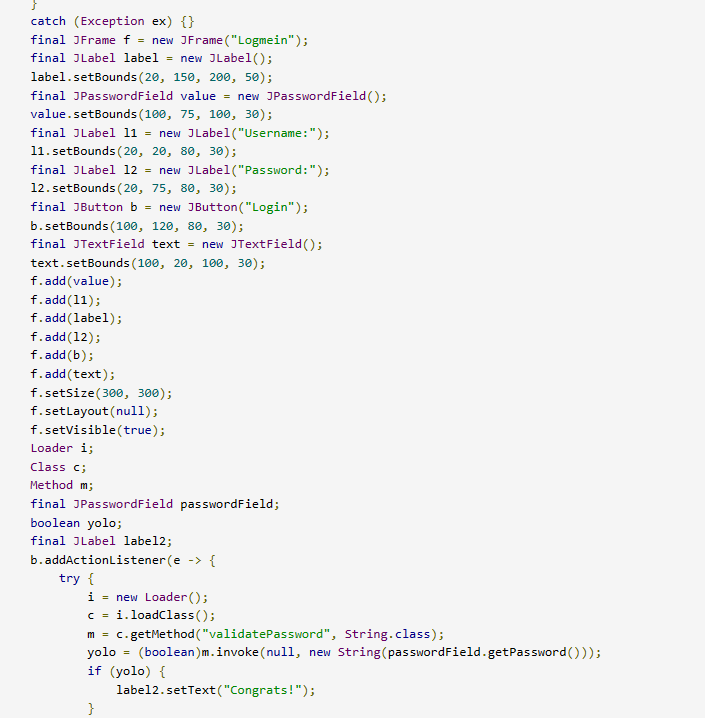 }
catch (Exception ex) {}
final JFrame f = new JFrame("Logmein");
final JLabel label = new JLabel();
label.setBounds(20, 150, 200, 50);
final JPasswordField value = new JPasswordField();
value.setBounds(100, 75, 100, 30);
final JLabel l1 = new JLabel("Username:");
l1.setBounds(20, 20, 80, 30);
final JLabel l2 = new JLabel("Password:");
l2.setBounds(20, 75, 80, 30);
final JButton b = new JButton("Login");
b.setBounds(100, 120, 80, 30);
final JTextField text = new JTextField();
text.setBounds(100, 20, 100, 30);
f.add(value);
f.add(l1);
f.add(label);
f.add(l2);
f.add(b);
f.add(text);
f.setSize(300, 300);
f.setLayout(null);
f.setVisible(true);
Loader i;
Class c;
Method m;
final JPasswordField passwordField;
boolean yolo;
final JLabel label2;
b.addActionListener(e -> {
    try {
        i = new Loader();
        c = i.loadClass();
        m = c.getMethod("validatePassword", String.class);
        yolo = (boolean)m.invoke(null, new String(passwordField.getPassword()));
        if (yolo) {
            label2.setText("Congrats!");
        }